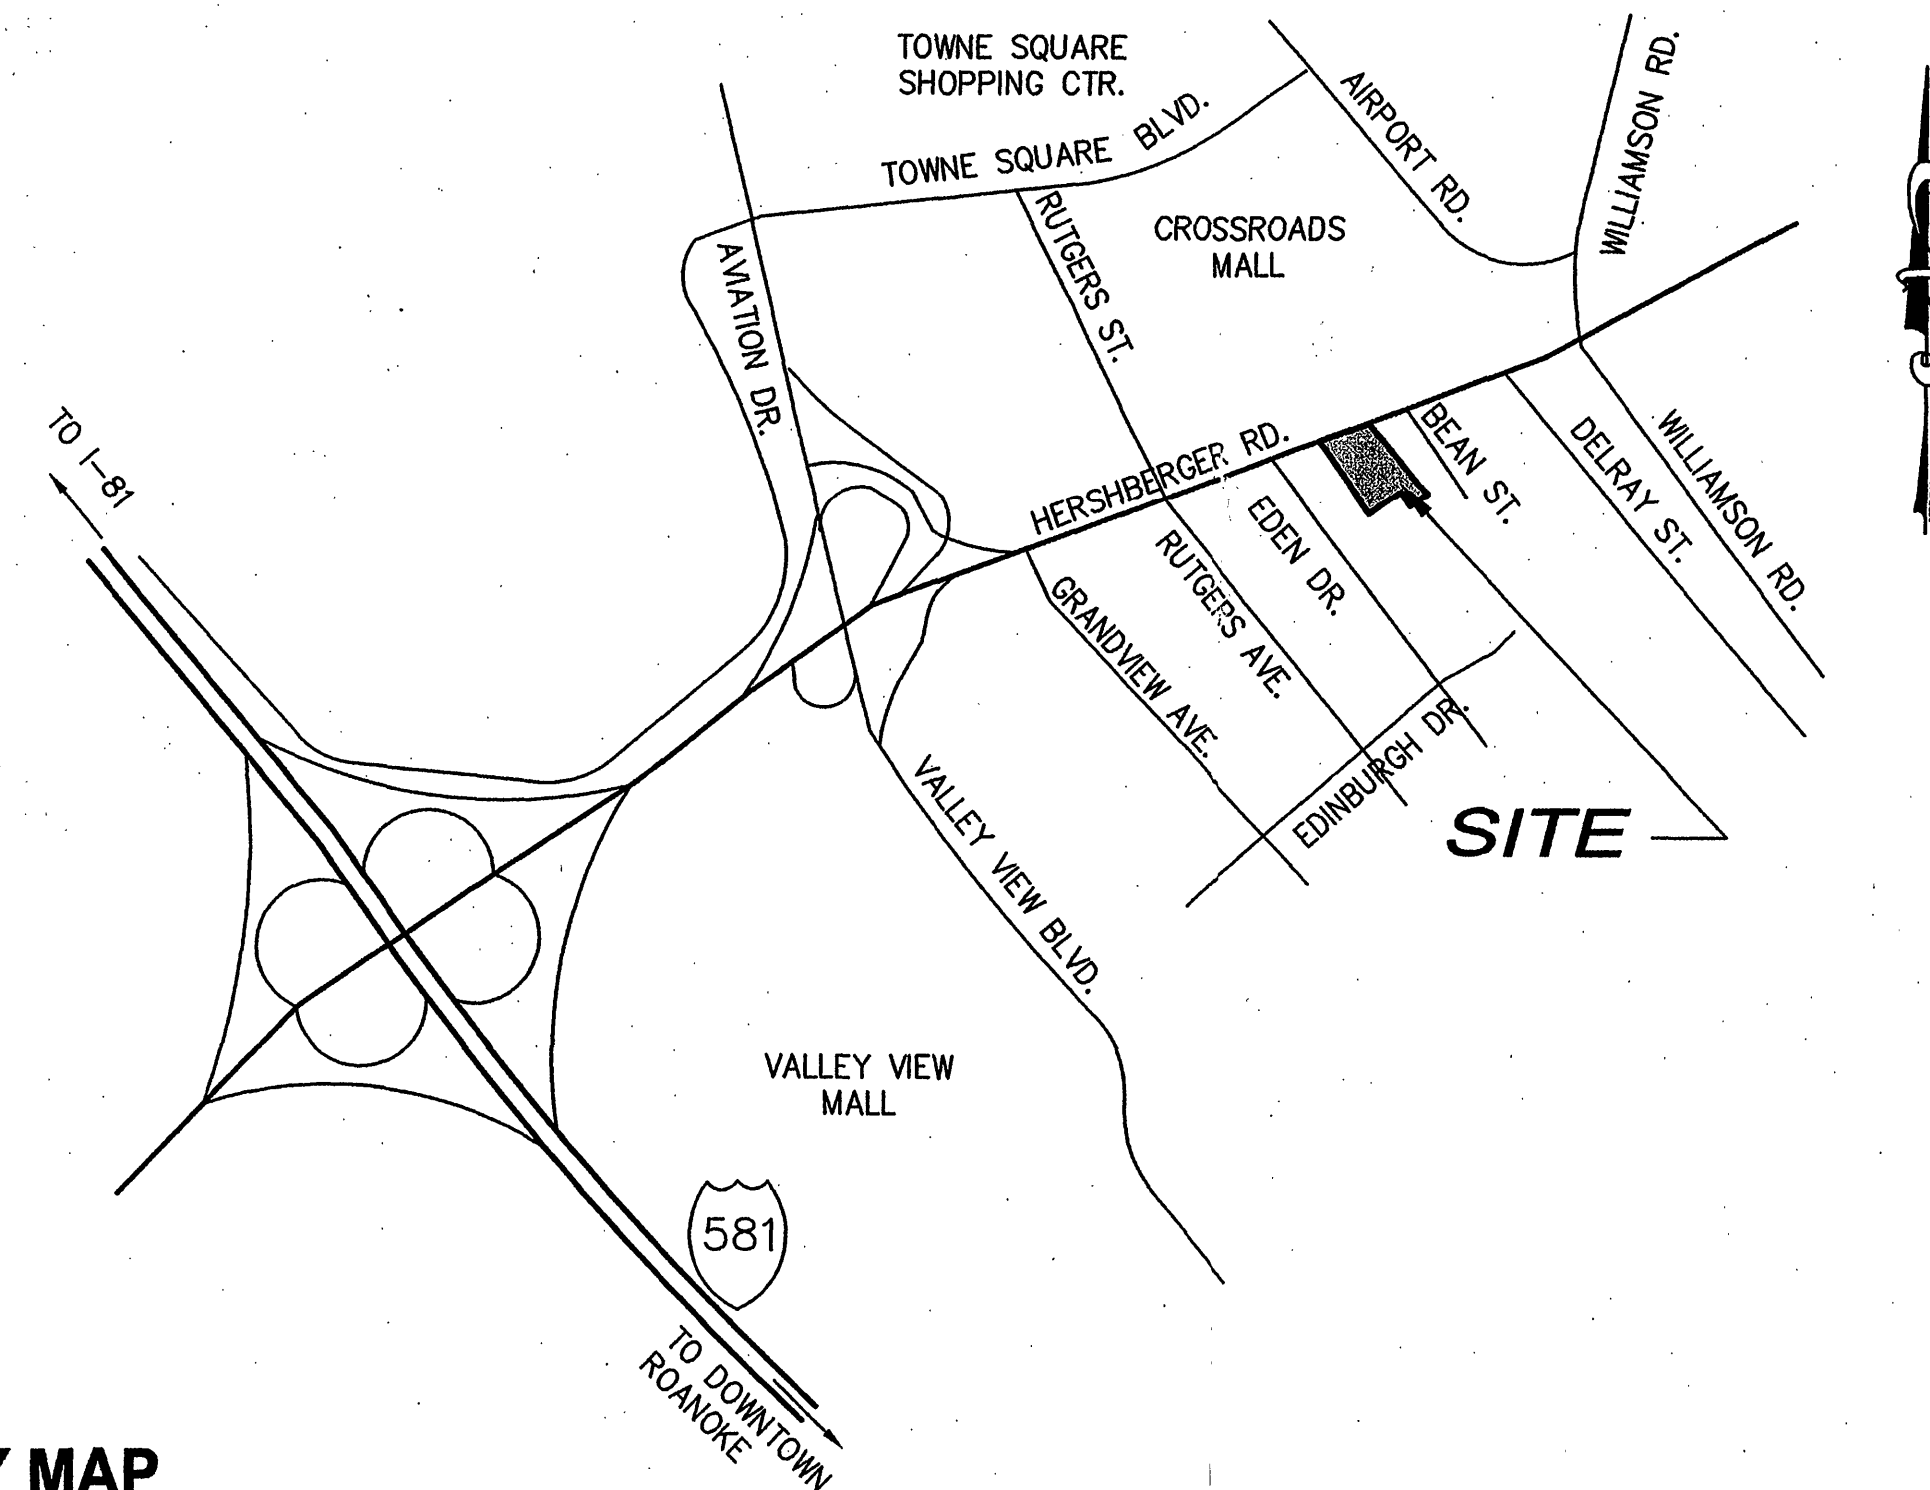 TOWNE SQUARE
SHOPPING CTR.
TOWNE SQUARE BLVD.
AIRPORT RD.
WILLIAMSON RD.
RUTGERS ST.
CROSSROADS
MALL
AVIATION DR.
TO I-81
HERSHBERGER RD.
BEAN ST.
DELRAY ST.
WILLIAMSON RD.
EDEN DR.
RUTGERS AVE.
GRANDVIEW AVE.
EDINBURGH DR.
SITE
VALLEY VIEW BLVD.
VALLEY VIEW
MALL
581
TO DOWNTOWN
ROANOKE
MAP